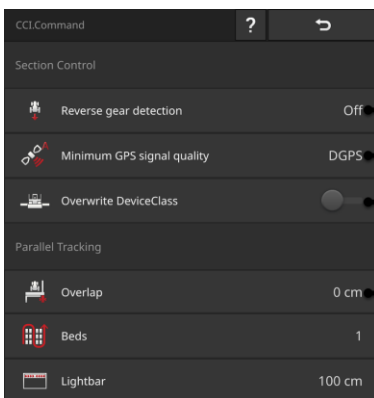 CCI.Command ?
Section Control
Reverse gear detection Off
Minimum GPS signal quality DGPS
Overwrite DeviceClass
Parallel Tracking
Overlap 0 cm
Beds 1
Lightbar 100 cm